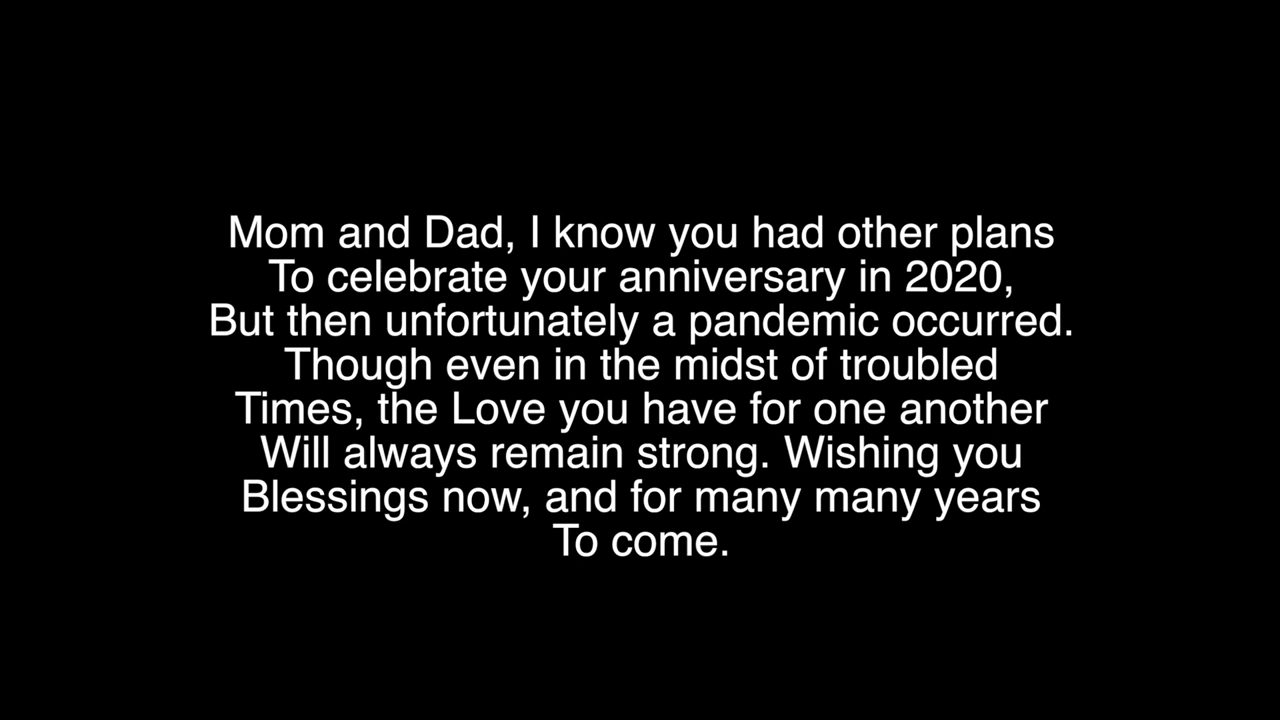 Mom and Dad, I know you had other plans
To celebrate your anniversary in 2020,
But then unfortunately a pandemic occurred.
Though even in the midst of troubled
Times, the Love you have for one another
Will always remain strong. Wishing you
Blessings now, and for many many years
To come.